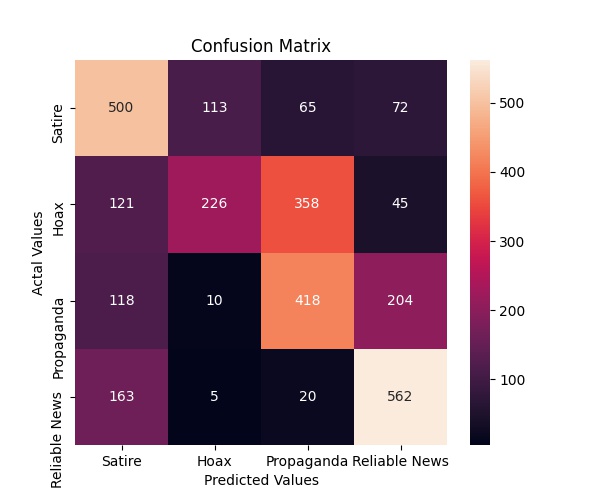 Confusion Matrix
Actal Values
Satire
500 113 65 72
Hoax
121 226 358 45
Propaganda
118 10 418 204
Reliable News
163 5 20 562
Satire Hoax Propaganda Reliable News
Predicted Values
500
400
300
200
100